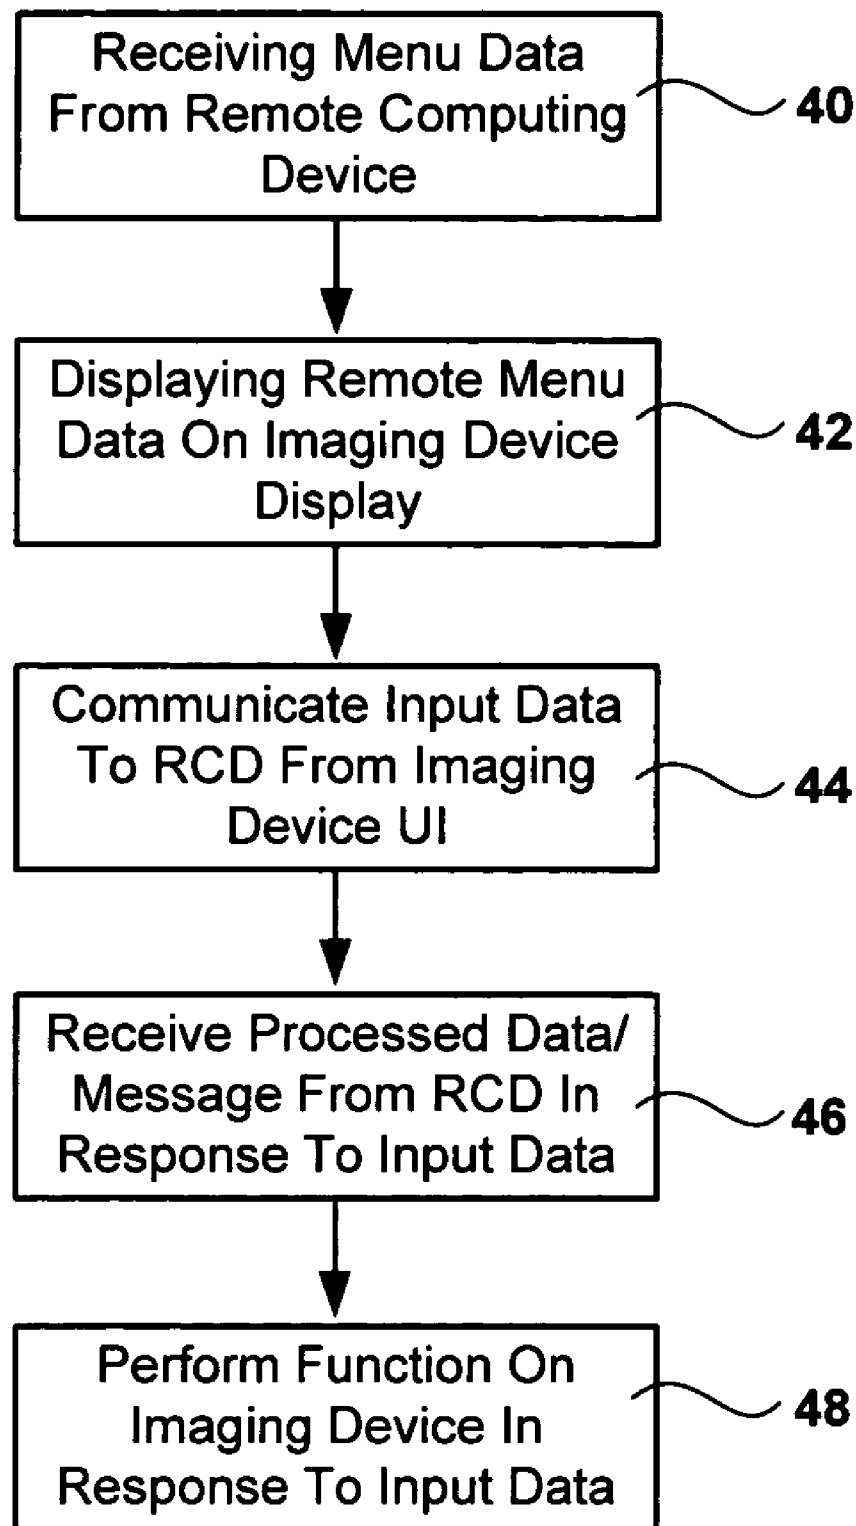 Receiving Menu Data
From Remote Computing
Device
40
Displaying Remote Menu
Data On Imaging Device
Display
42
Communicate Input Data
To RCD From Imaging
Device UI
44
Receive Processed Data/
Message From RCD In
Response To Input Data
46
Perform Function On
Imaging Device In
Response To Input Data
48